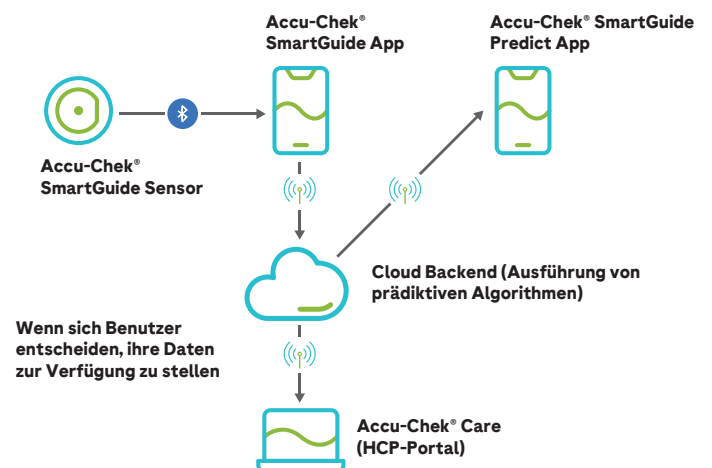 Accu-Chek®
SmartGuide App
Accu-Chek® SmartGuide
Predict App
Accu-Chek®
SmartGuide Sensor
Cloud Backend (Ausführung von
prädiktiven Algorithmen)
Wenn sich Benutzer
entscheiden, ihre Daten
zur Verfügung zu stellen
Accu-Chek® Care
(HCP-Portal)